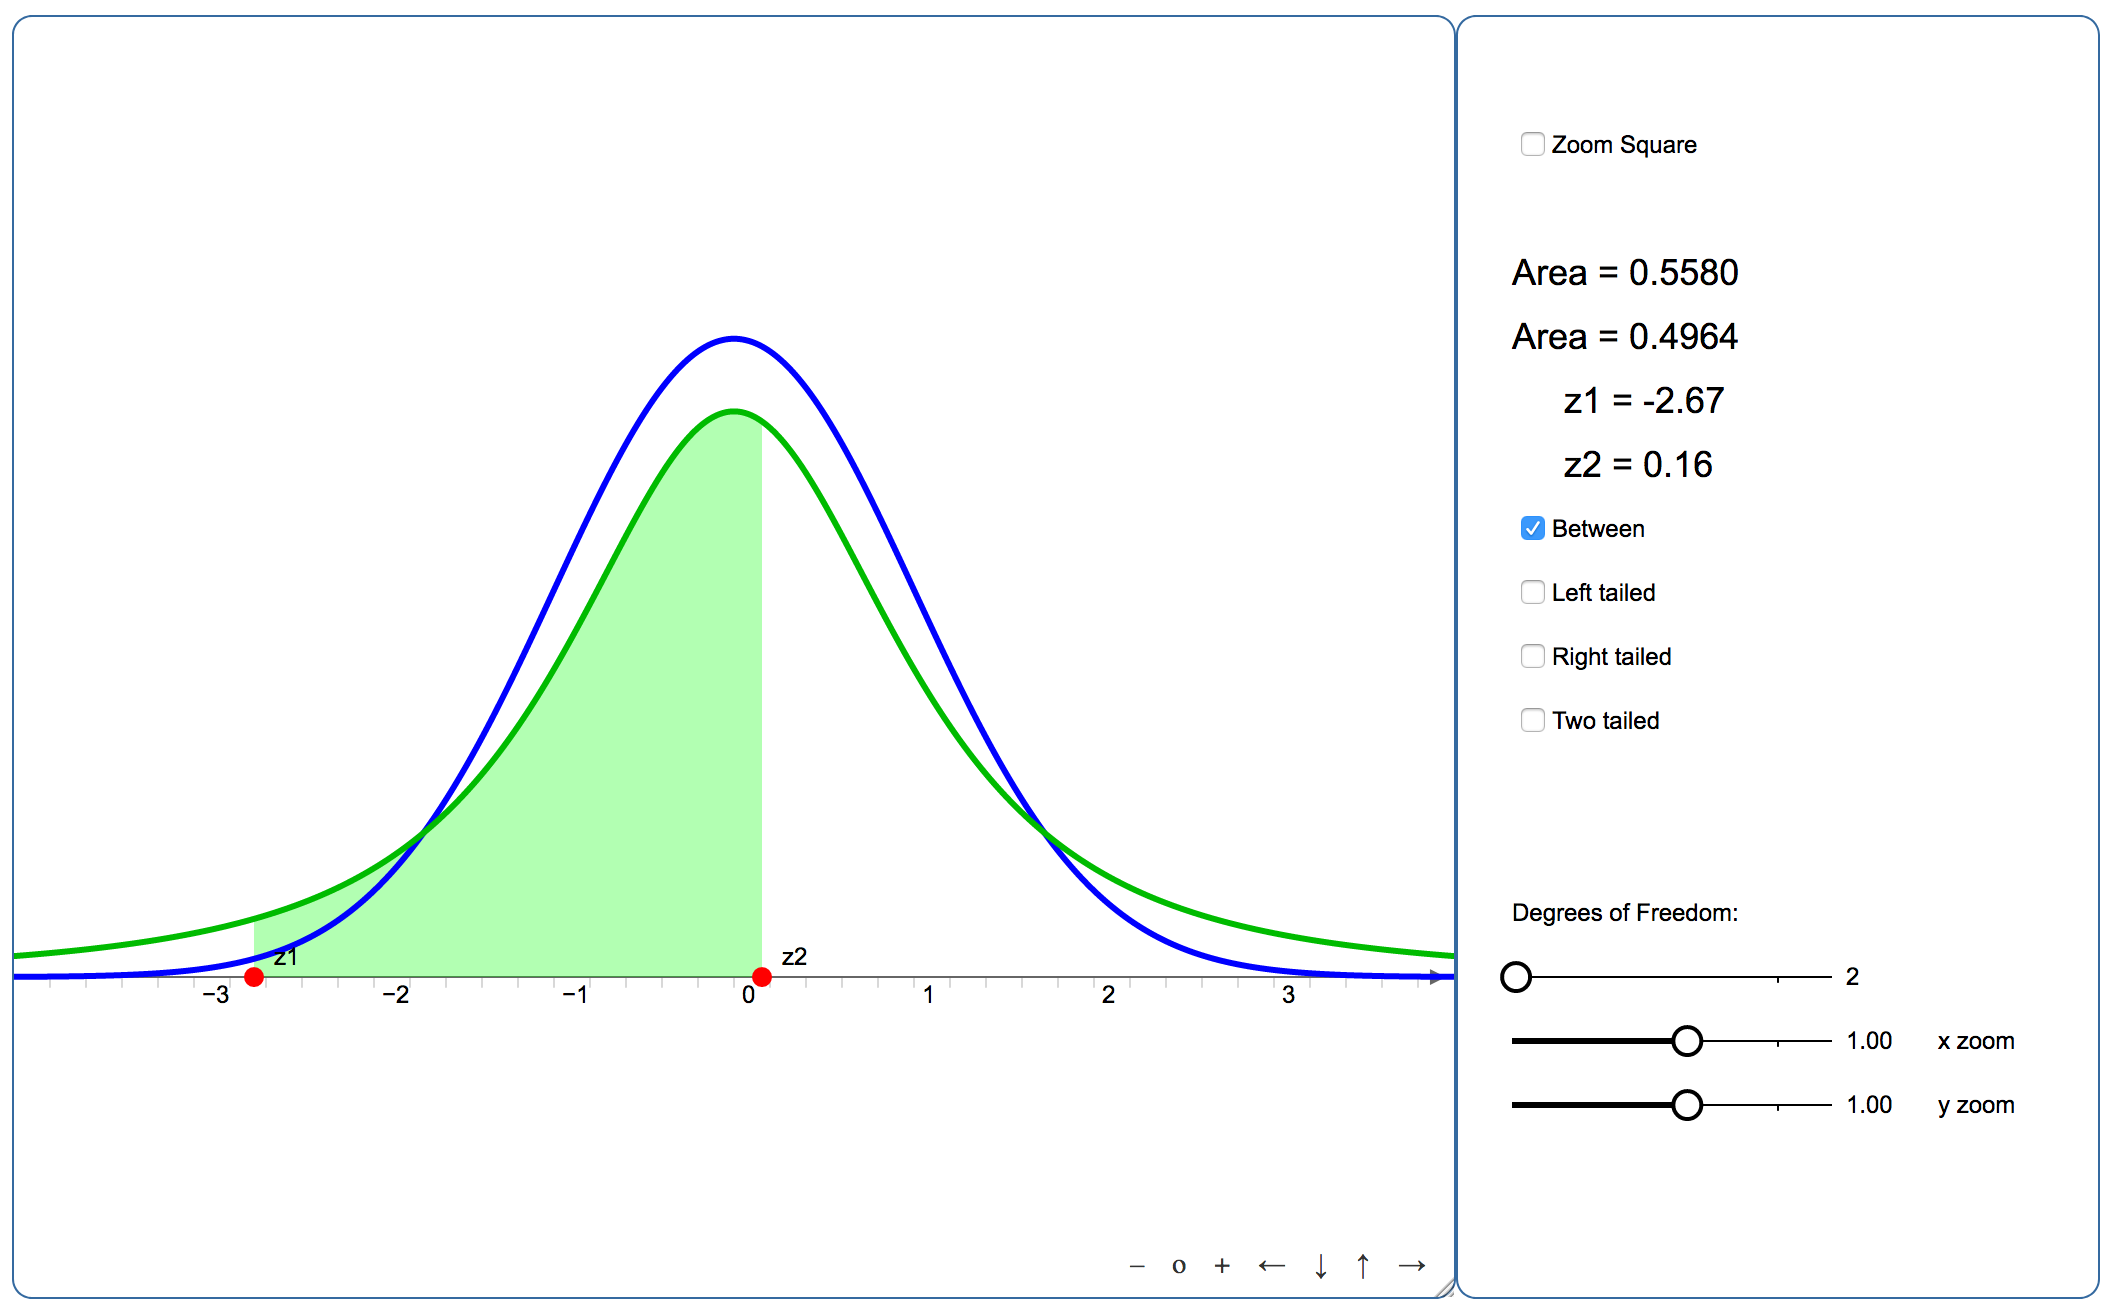 z1
z2
−3 −2 −1 0 1 2 3
− o + ← ↓ ↑ →
Zoom Square
Area = 0.5580
Area = 0.4964
z1 = -2.67
z2 = 0.16
Between
Left tailed
Right tailed
Two tailed
Degrees of Freedom:
2
1.00 x zoom
1.00 y zoom